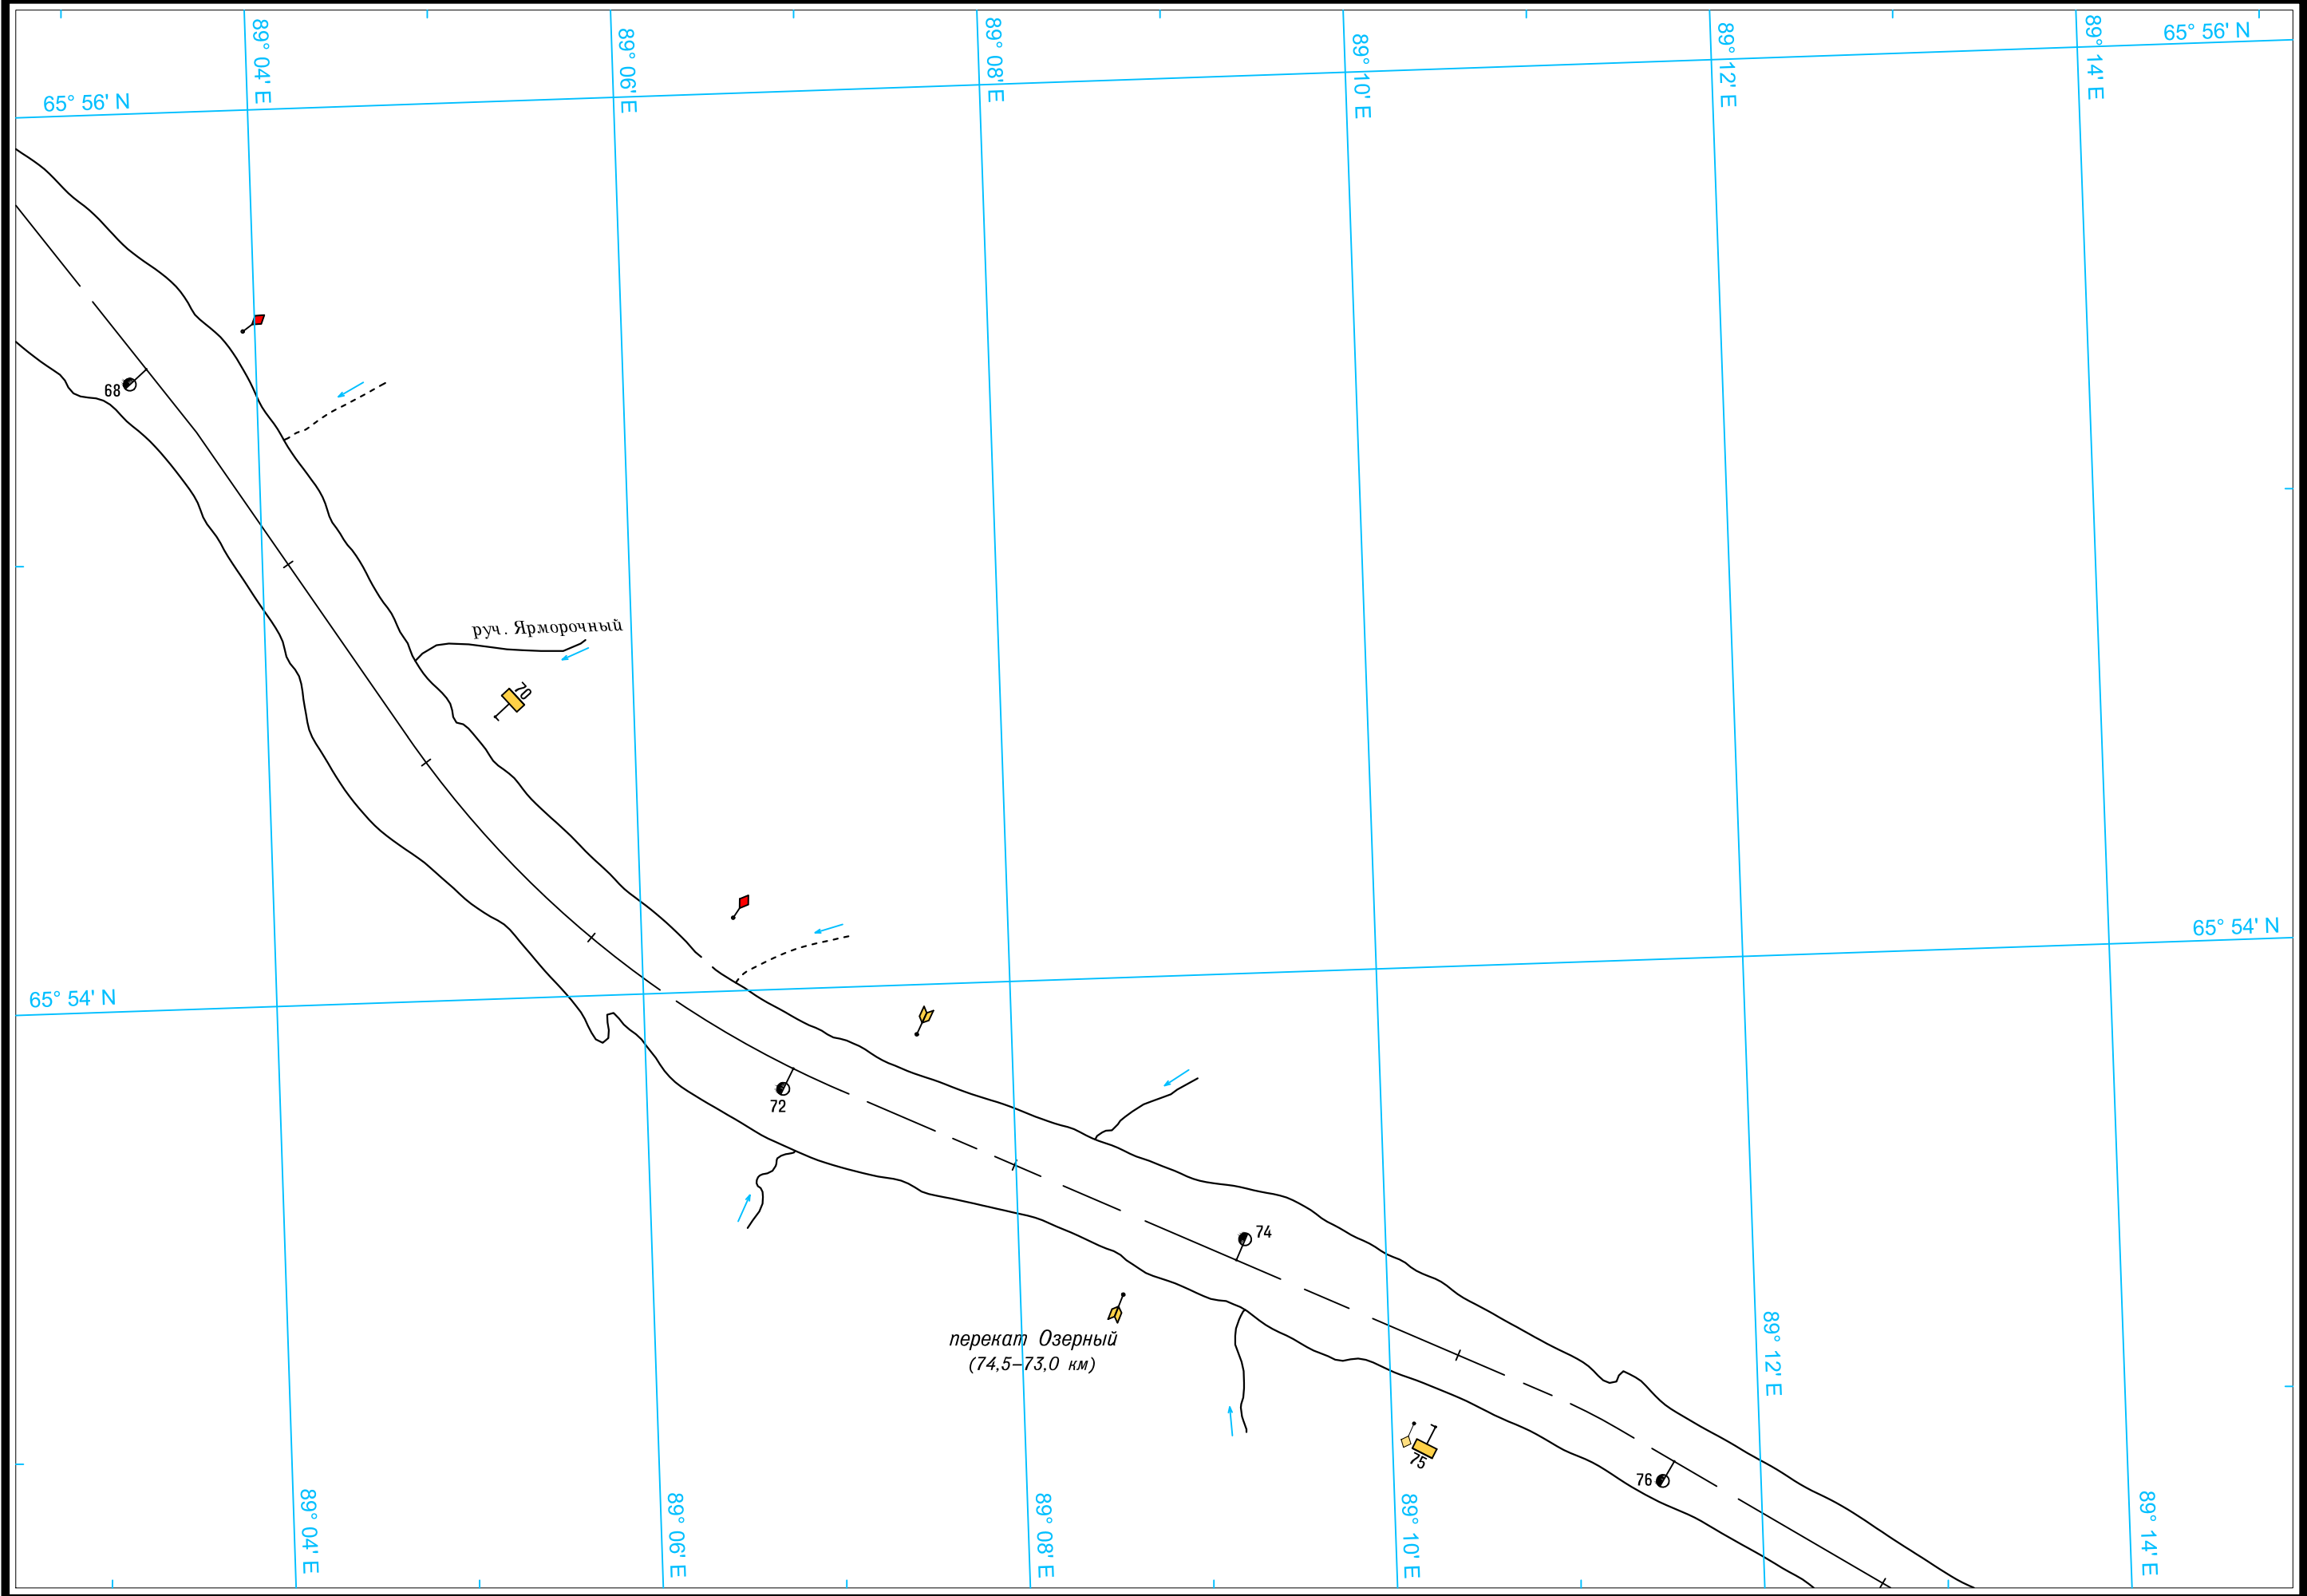 89° 04' E
89° 06' E
89° 08' E
89° 10' E
89° 12' E
89° 14' E
65° 56' N
65° 56' N
68
руч. Ярморочный
70
65° 54' N
65° 54' N
72
74
перекат Озерный
(74,5–73,0 км)
75
76
89° 12' E
89° 04' E
89° 06' E
89° 08' E
89° 10' E
89° 14' E